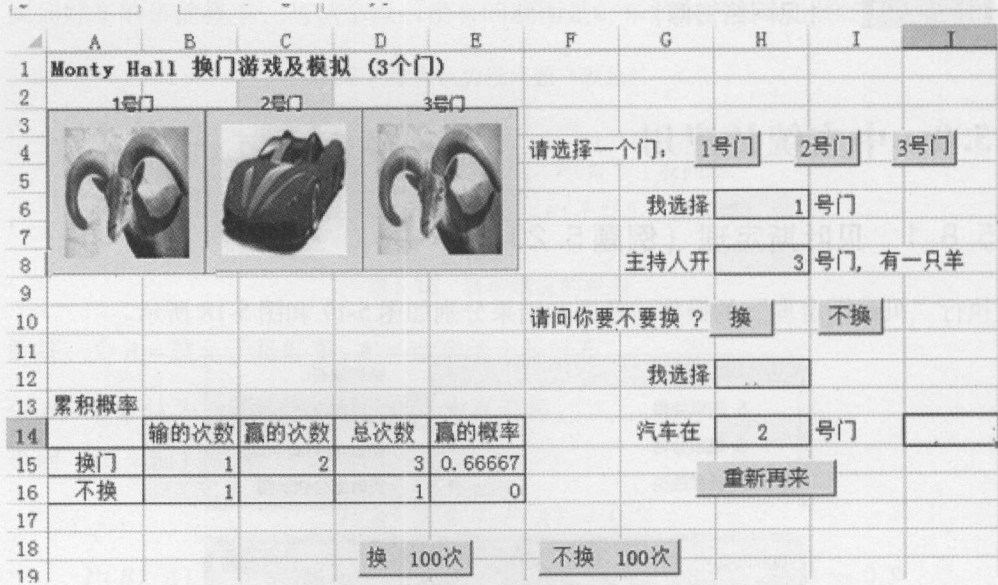 A B C D E F G H I J
1 Monty Hall 换门游戏及模拟 (3个门)
2 1号门 2号门 3号门
3
4 请选择一个门： 1号门 2号门 3号门
5
6 我选择 1 号门
7
8 主持人开 3 号门, 有一只羊
9
10 请问你要不要换 ? 换 不换
11
12 我选择
13 累积概率
14 输的次数 赢的次数 总次数 赢的概率 汽车在 2 号门
15 换门 1 2 3 0.66667 重新再来
16 不换 1 1 0
17
18 换 100次 不换 100次
19